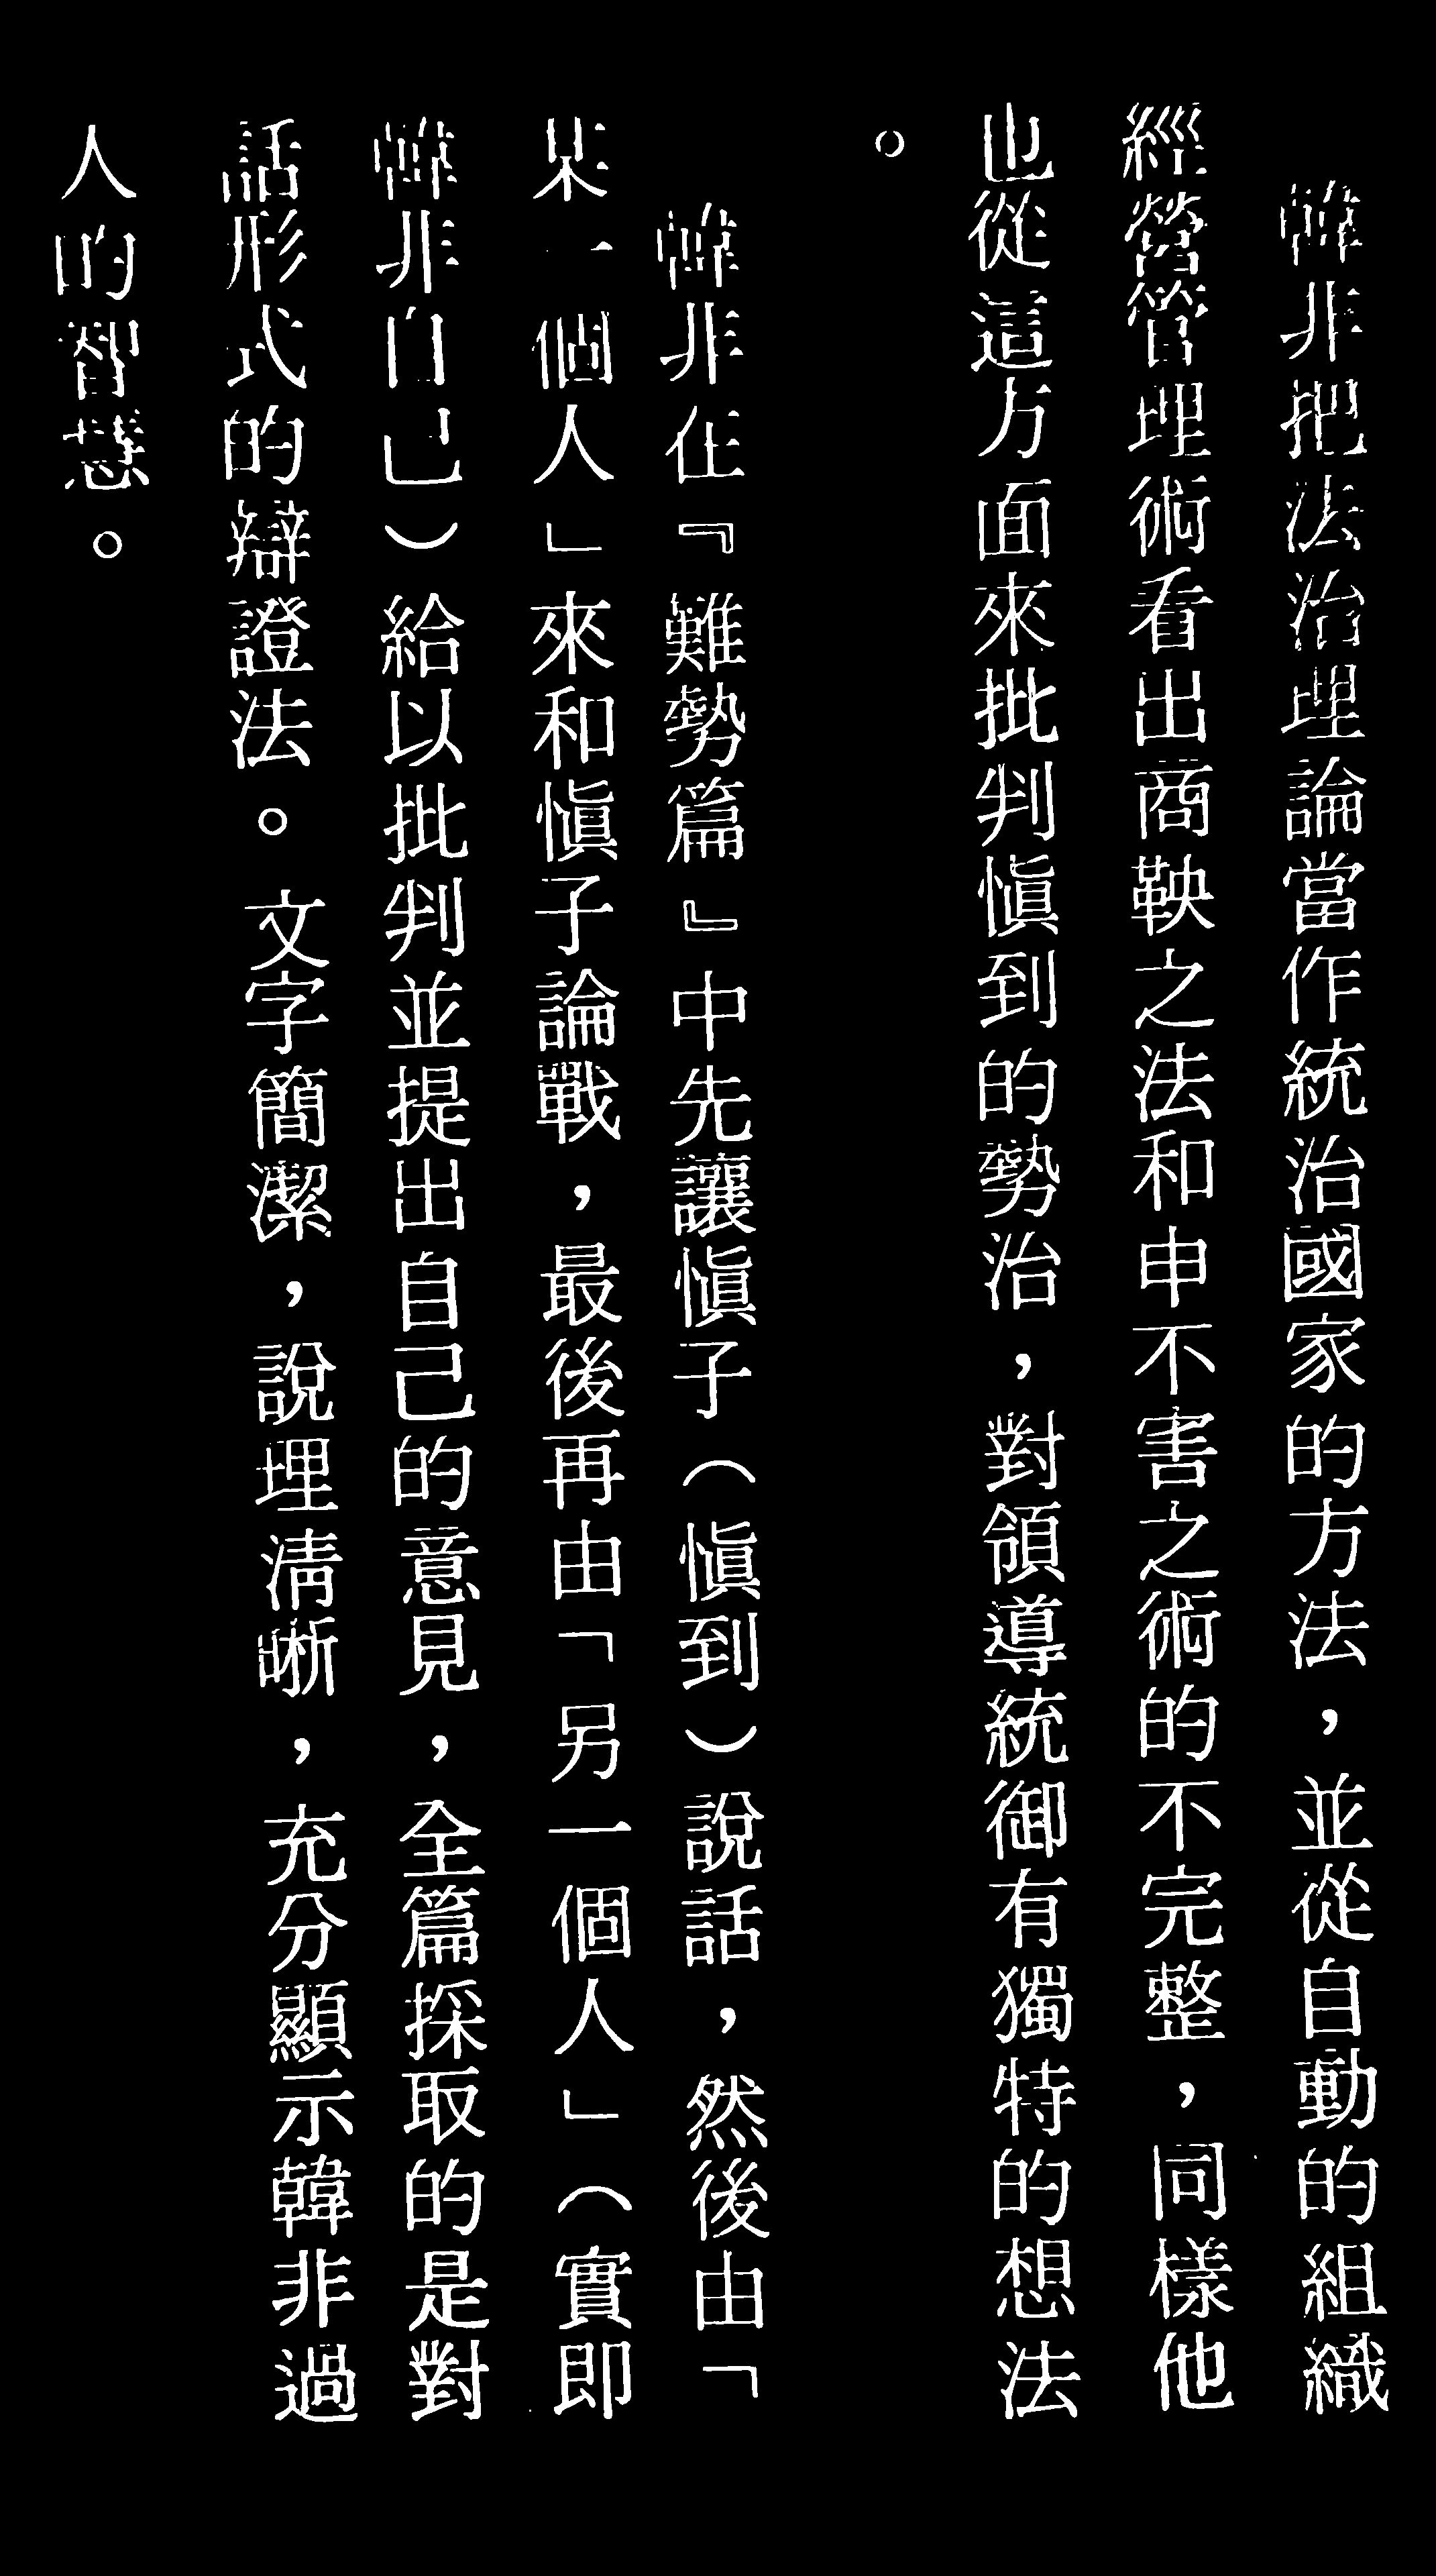 韓非把法治理論當作統治國家的方法，並從自動的組織
經營管理術看出商鞅之法和申不害之術的不完整，同樣他
也從這方面來批判慎到的勢治，對領導統御有獨特的想法
。
韓非在『難勢篇』中先讓慎子（慎到）說話，然後由「
某一個人」來和慎子論戰，最後再由「另一個人」（實即
韓非自己）給以批判並提出自己的意見，全篇採取的是對
話形式的辯證法。文字簡潔，說理清晰，充分顯示韓非過
人的智慧。